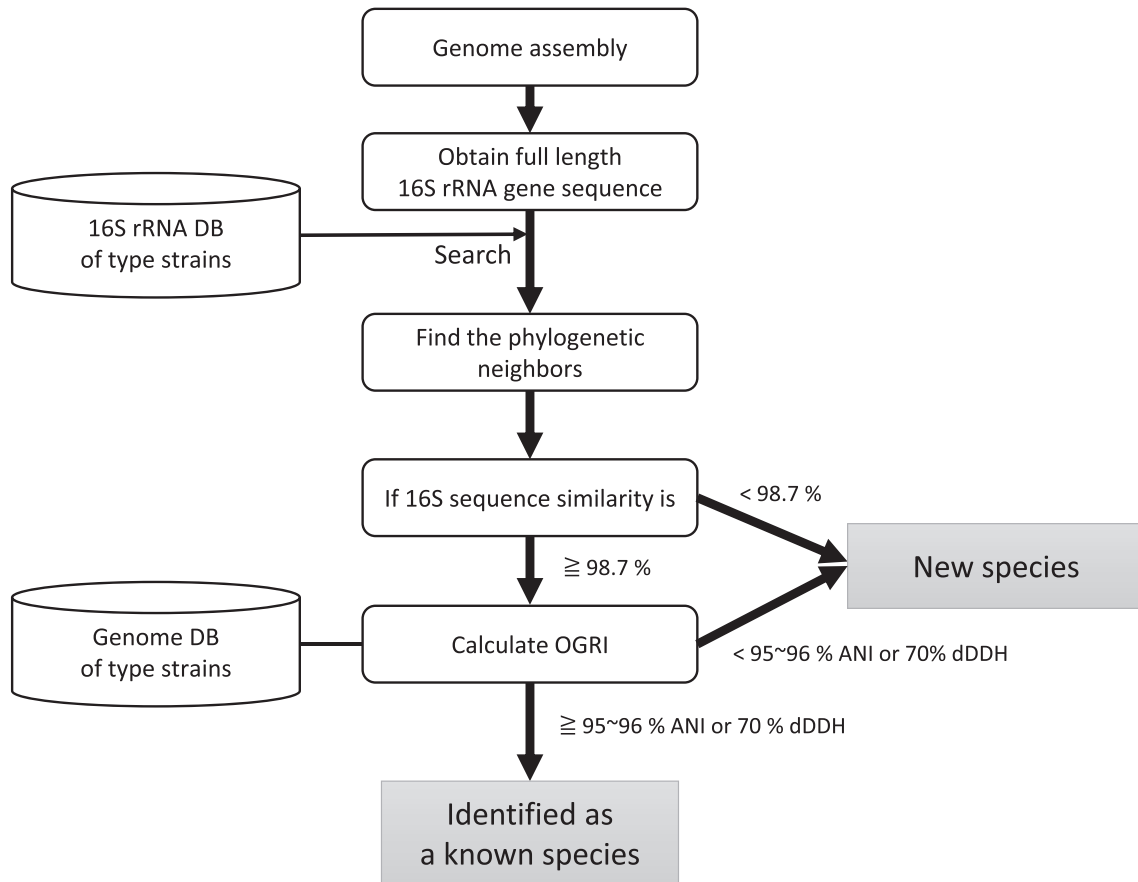 Genome assembly
Obtain full length
16S rRNA gene sequence
16S rRNA DB
of type strains
Search
Find the phylogenetic
neighbors
If 16S sequence similarity is
< 98.7 %
≧ 98.7 %
New species
Genome DB
of type strains
Calculate OGRI
< 95~96 % ANI or 70% dDDH
≧ 95~96 % ANI or 70 % dDDH
Identified as
a known species